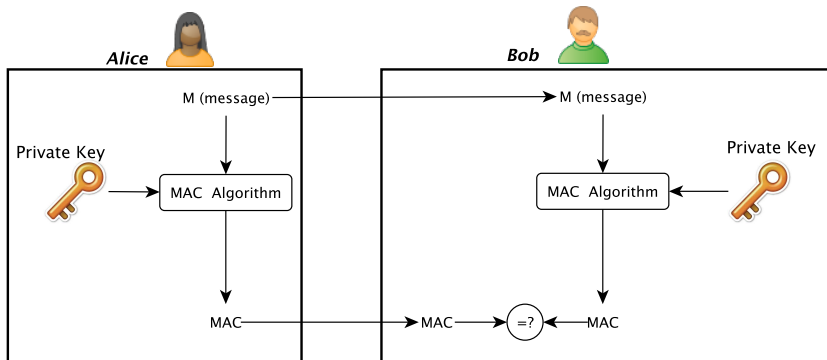 Alice
Bob
M (message)
M (message)
Private Key
Private Key
MAC Algorithm
MAC Algorithm
MAC
MAC
=?
MAC